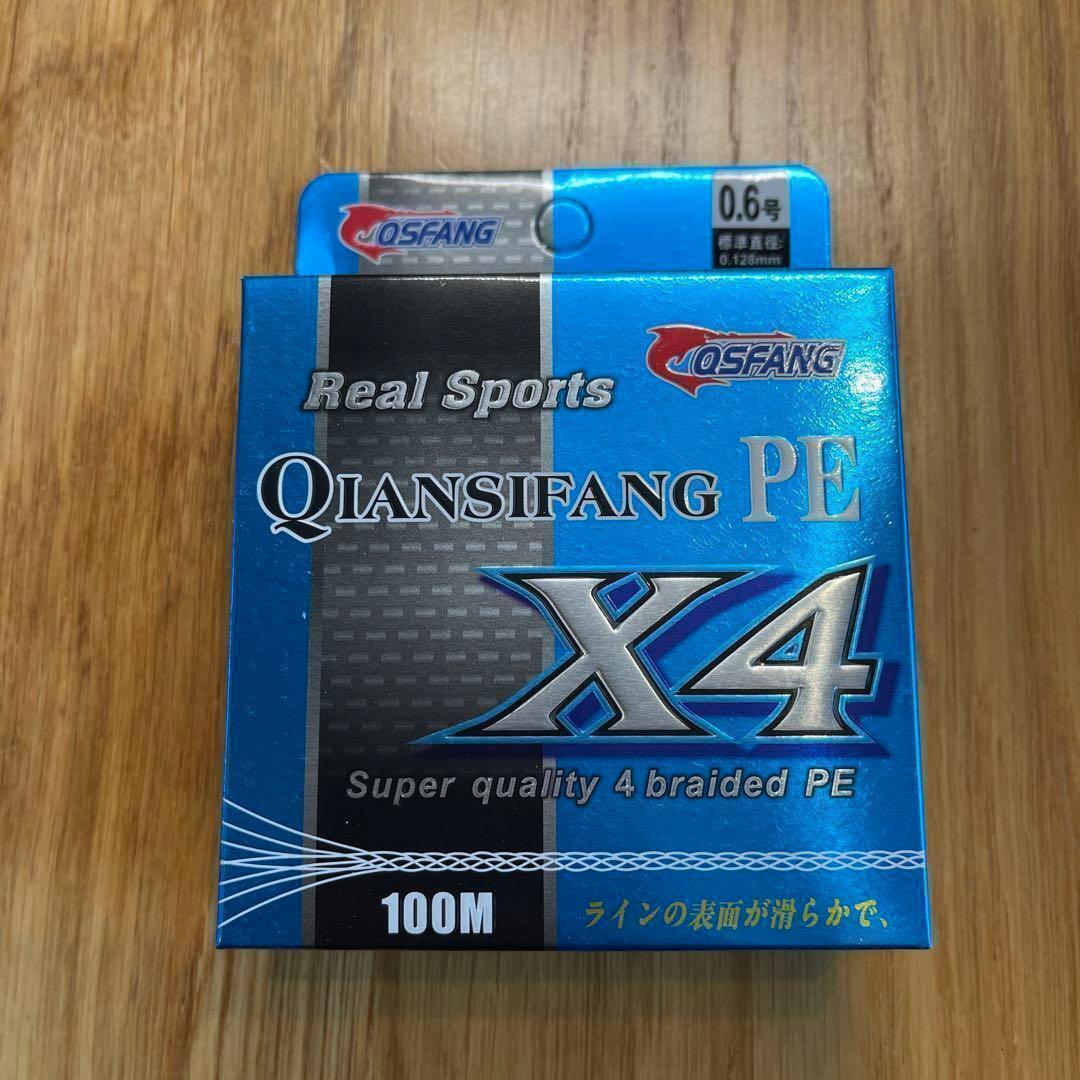 QSFANG
0.6号
標準直径:
0.128mm
QSFANG
Real Sports
QIANSIFANG PE
X4
Super quality 4 braided PE
100M
ラインの表面が滑らかで、